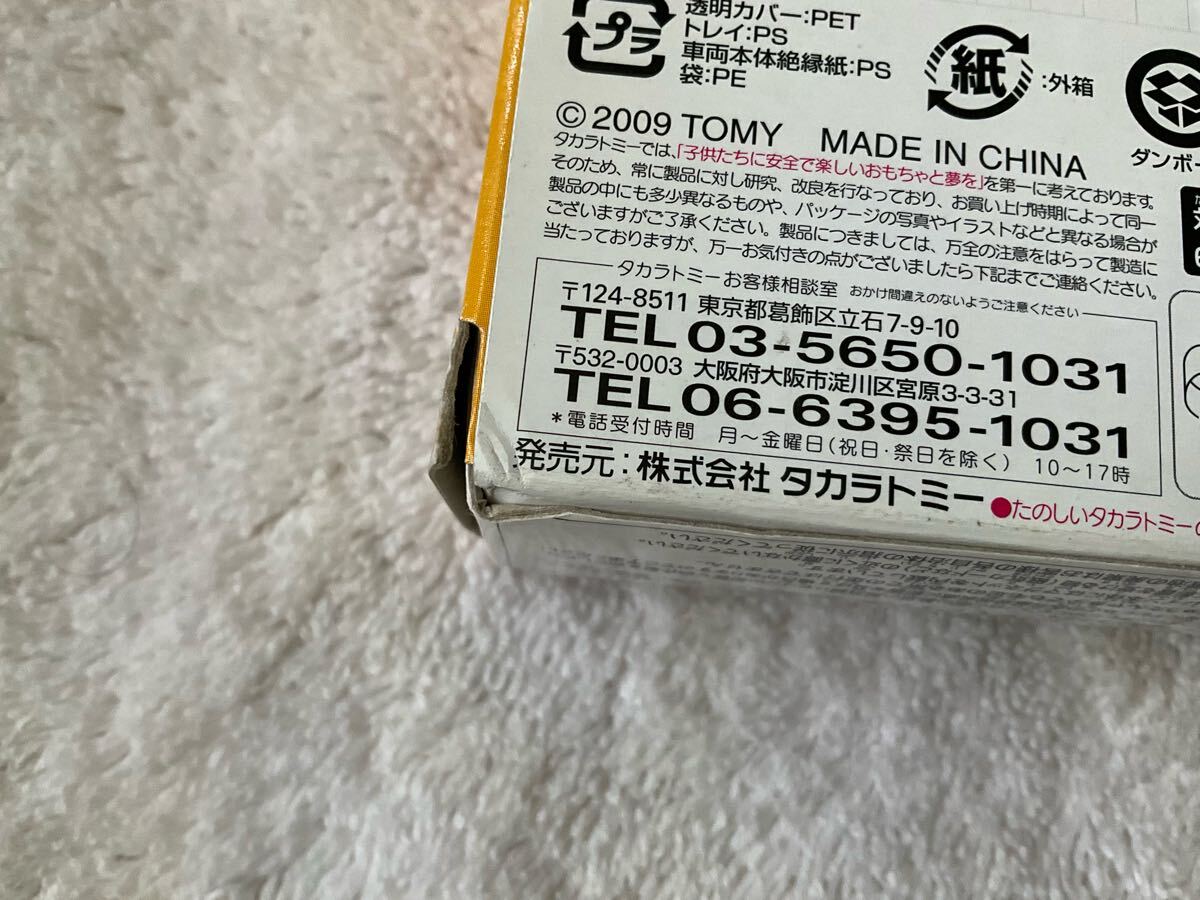 プラ
透明カバー:PET
トレイ:PS
車両本体絶縁紙:PS
袋:PE
紙
:外箱
ダンボー
© 2009 TOMY MADE IN CHINA
タカラトミーでは、「子供たちに安全で楽しいおもちゃと夢を」を第一に考えております。
そのため、常に製品に対し研究、改良を行なっており、お買い上げ時期によって同一
製品の中にも多少異なるものや、パッケージの写真やイラストなどと異なる場合が
ございますがご了承ください。製品につきましては、万全の注意をはらって製造に
当たっておりますが、万一お気付きの点がございましたら下記までご連絡ください。
タカラトミーお客様相談室 おかけ間違えのないようご注意ください
〒124-8511 東京都葛飾区立石7-9-10
TEL 03-5650-1031
〒532-0003 大阪府大阪市淀川区宮原3-3-31
TEL 06-6395-1031
*電話受付時間 月～金曜日(祝日・祭日を除く) 10～17時
発売元:株式会社 タカラトミー
●たのしいタカラトミーの